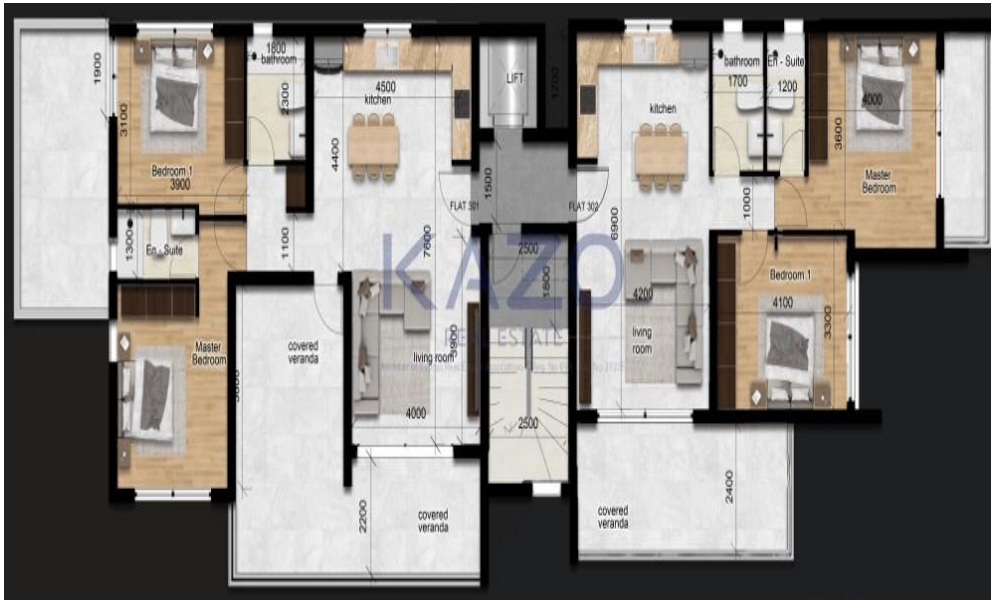 1800
bathroom
2300
1900
3100
Bedroom 1
3900
4500
kitchen
4400
LIFT
1700
1500
FLAT 301
FLAT 302
1300
En - Suite
1100
7600
2500
1800
Master
Bedroom
covered
veranda
living room
4000
2500
2200
covered
veranda
kitchen
6900
bathroom
1700
En - Suite
1200
4000
3600
Master
Bedroom
1000
Bedroom 1
4100
3300
4200
living
room
covered
veranda
2400
KAZO
REAL ESTATE